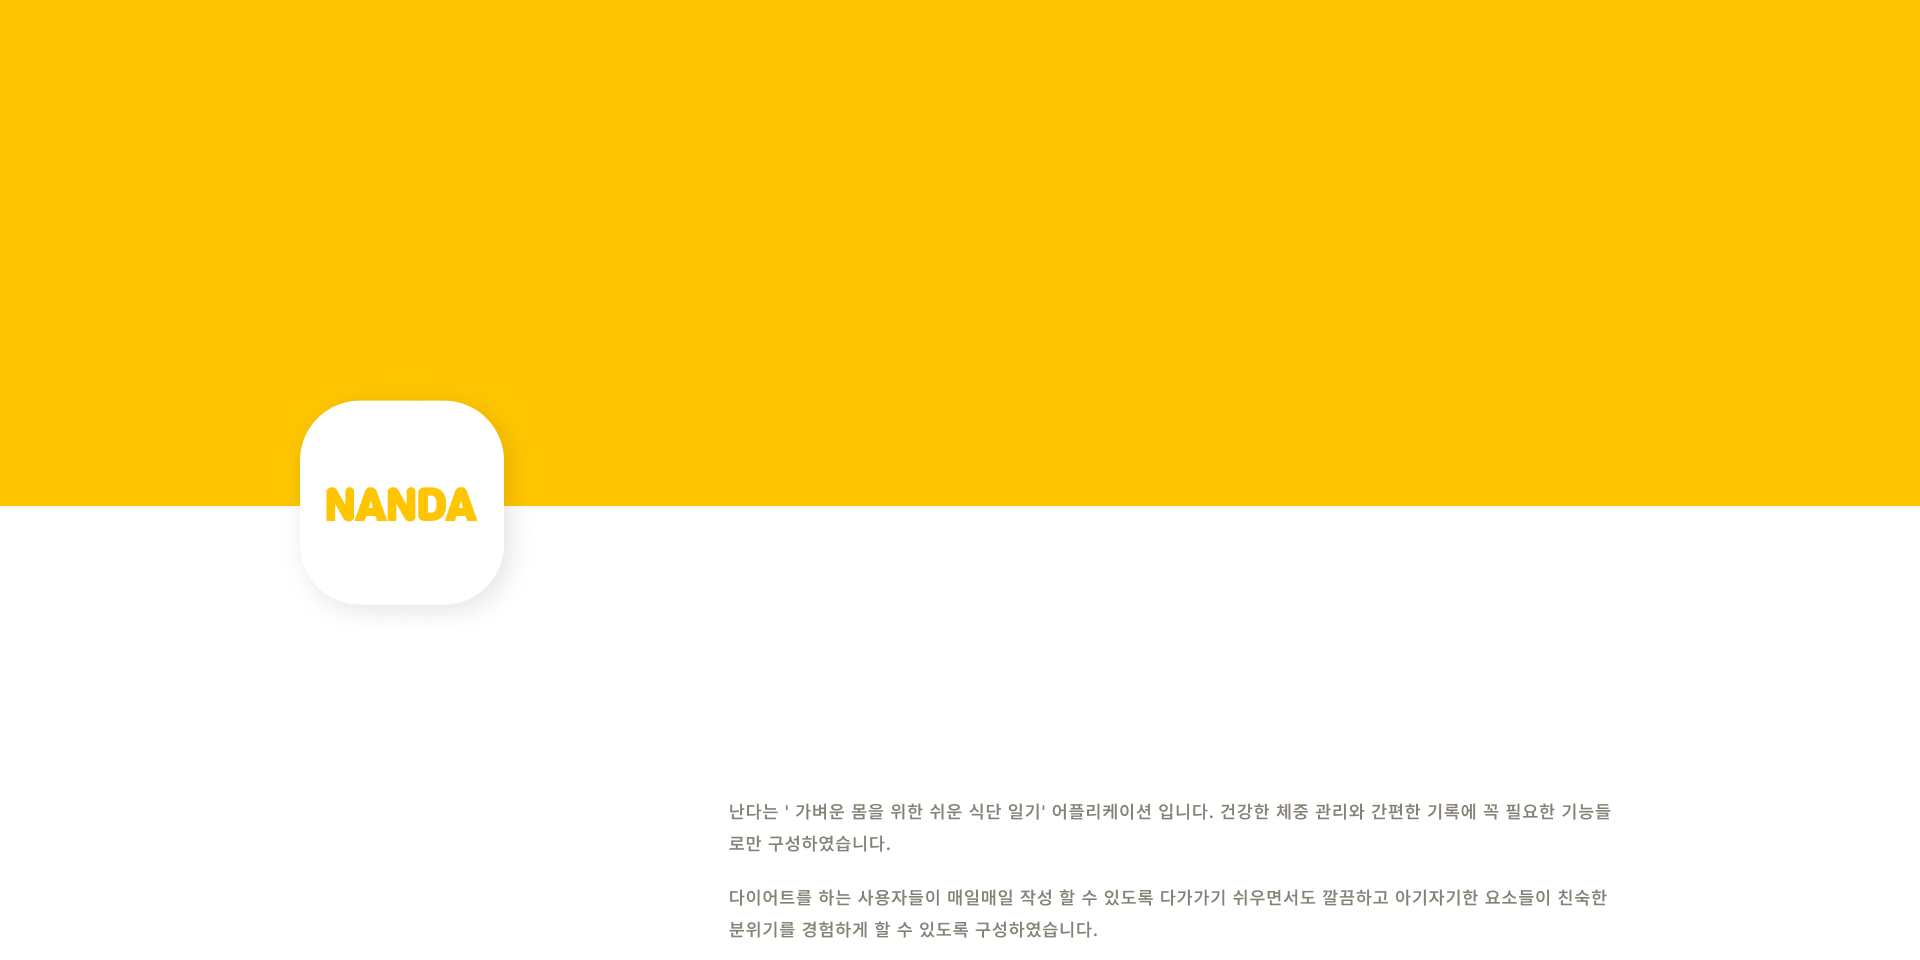 NANDA
난다는 ' 가벼운 몸을 위한 쉬운 식단 일기' 어플리케이션 입니다. 건강한 체중 관리와 간편한 기록에 꼭 필요한 기능들
로만 구성하였습니다.
다이어트를 하는 사용자들이 매일매일 작성 할 수 있도록 다가가기 쉬우면서도 깔끔하고 아기자기한 요소들이 친숙한
분위기를 경험하게 할 수 있도록 구성하였습니다.